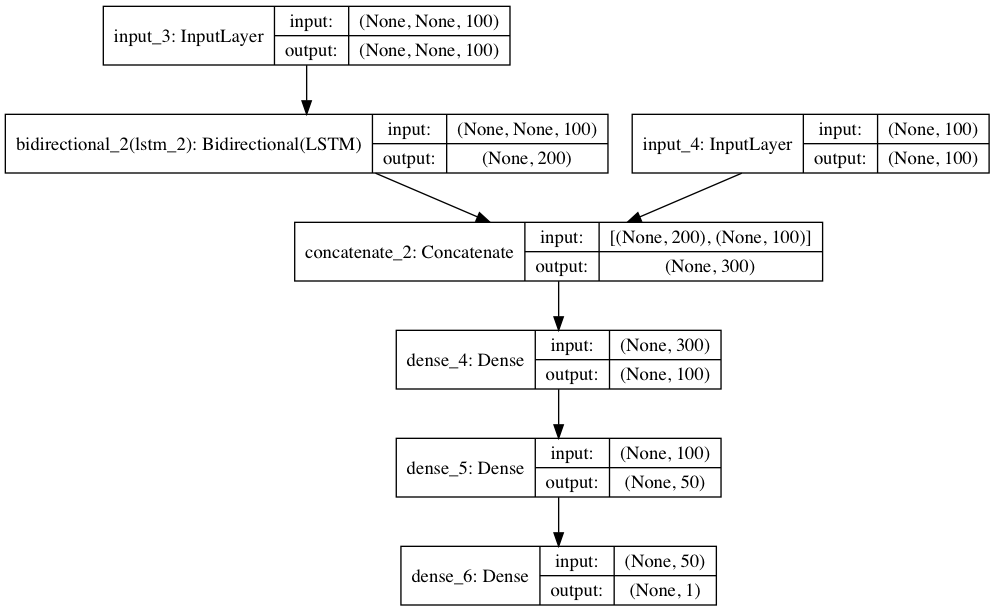 input_3: InputLayer
input: (None, None, 100)
output: (None, None, 100)
bidirectional_2(lstm_2): Bidirectional(LSTM)
input: (None, None, 100)
output: (None, 200)
input_4: InputLayer
input: (None, 100)
output: (None, 100)
concatenate_2: Concatenate
input: [(None, 200), (None, 100)]
output: (None, 300)
dense_4: Dense
input: (None, 300)
output: (None, 100)
dense_5: Dense
input: (None, 100)
output: (None, 50)
dense_6: Dense
input: (None, 50)
output: (None, 1)